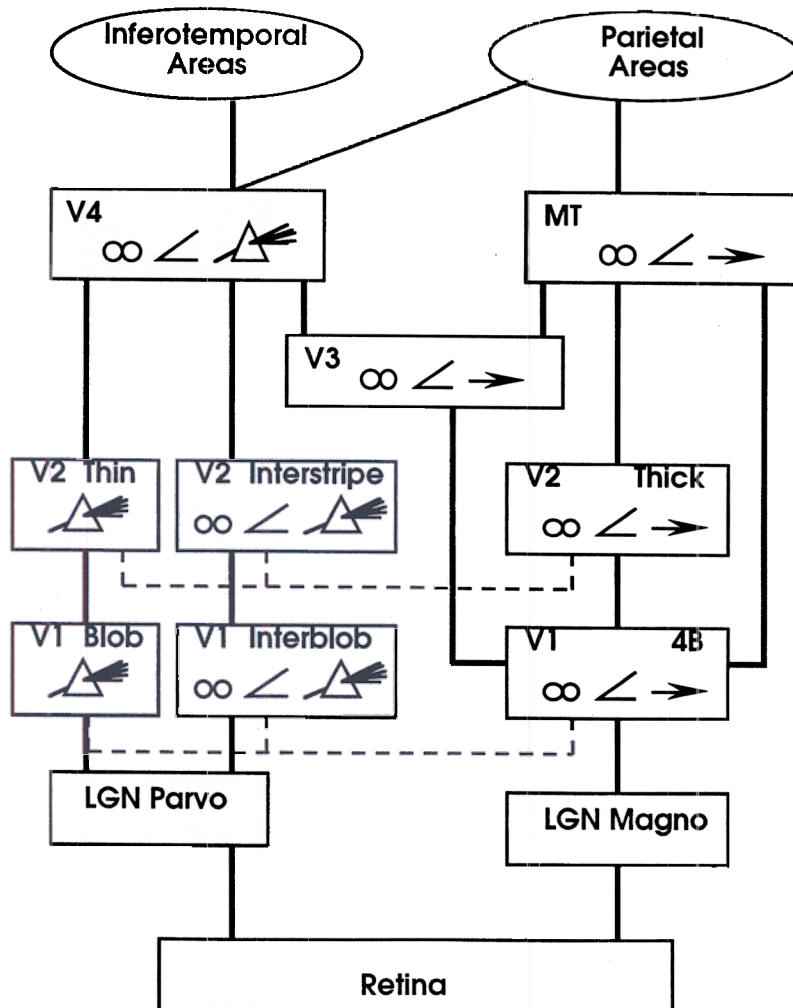 Inferotemporal
Areas
Parietal
Areas
V4
MT
V3
V2 Thin
V2 Interstripe
V2 Thick
V1 Blob
V1 Interblob
V1 4B
LGN Parvo
LGN Magno
Retina